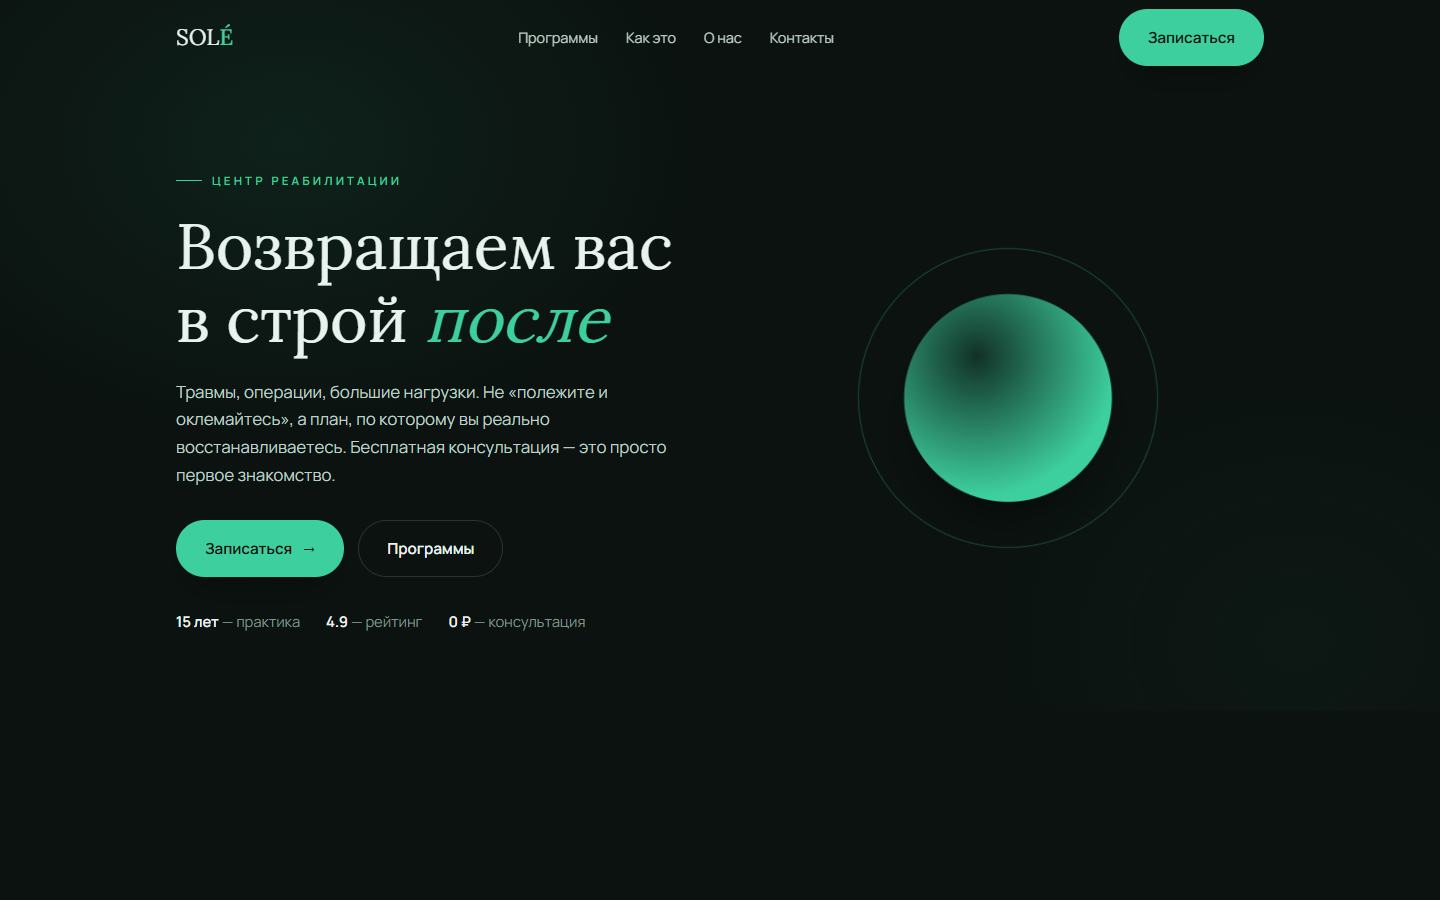 SOLÉ
Программы Как это О нас Контакты
Записаться
ЦЕНТР РЕАБИЛИТАЦИИ
Возвращаем вас
в строй после
Травмы, операции, большие нагрузки. Не «полежите и
оклемайтесь», а план, по которому вы реально
восстанавливаетесь. Бесплатная консультация — это просто
первое знакомство.
Записаться →
Программы
15 лет — практика 4.9 — рейтинг 0 ₽ — консультация